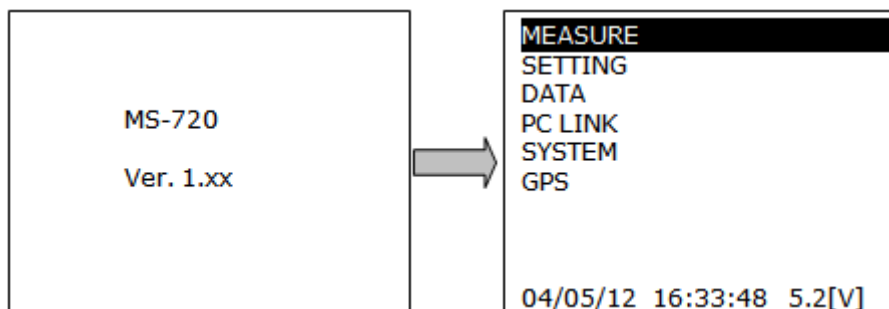 MS-720
Ver. 1.xx
MEASURE
SETTING
DATA
PC LINK
SYSTEM
GPS
04/05/12 16:33:48 5.2[V]